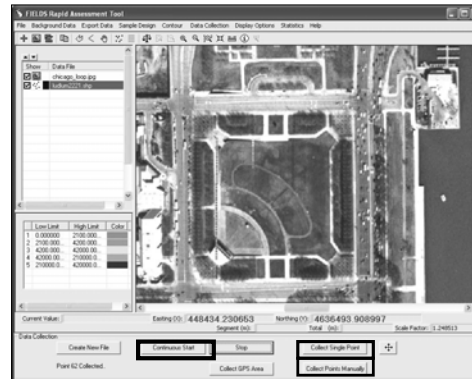 FIELDS Rapid Assessment Tool
File Background Data Export Data Sample Design Contour Data Collection Display Options Statistics Help
Show Data File
chicago_loop.jpg
Low Limit High Limit Color
1 0.000000 2100.000...
2 2100.000... 4200.000...
3 4200.000... 42000.00...
4 42000.00... 210000.0...
5 210000.0... 420000.0...
Current Value: Easting (X): 448434.230653 Northing (Y): 4636493.908997
Segment (m): Total (m): Scale Factor: 1.248513
Data Collection
Create New File Continuous Start Stop Collect Single Point
Point 62 Collected. Collect GPS Area Collect Points Manually